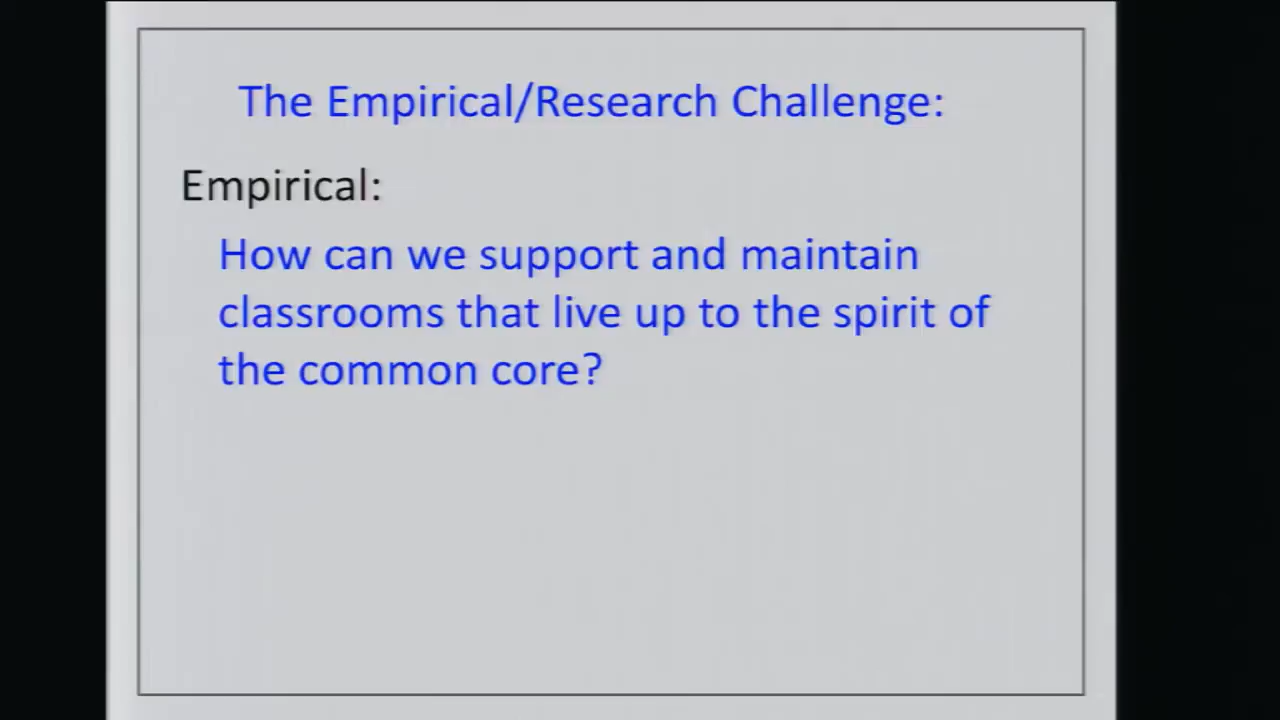 The Empirical/Research Challenge:
Empirical:
How can we support and maintain
classrooms that live up to the spirit of
the common core?